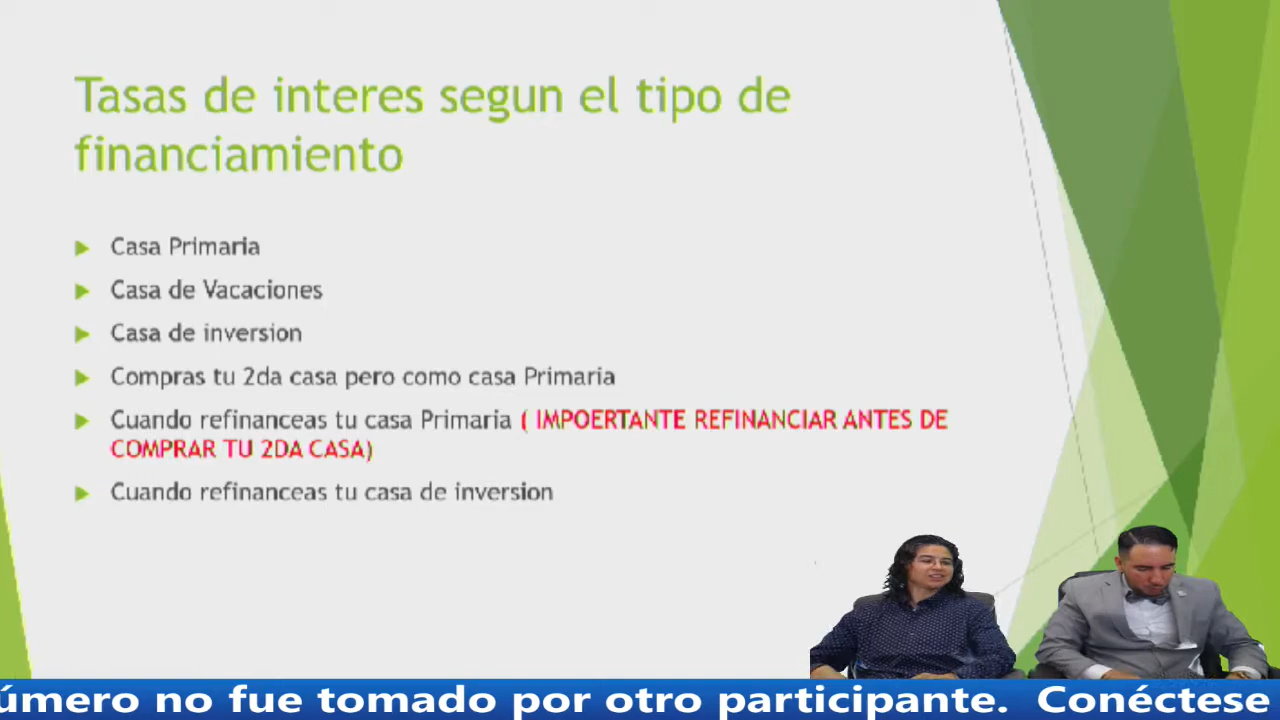 Tasas de interes segun el tipo de
financiamiento
Casa Primaria
Casa de Vacaciones
Casa de inversion
Compras tu 2da casa pero como casa Primaria
Cuando refinanceas tu casa Primaria ( IMPOERTANTE REFINANCIAR ANTES DE
COMPRAR TU 2DA CASA)
Cuando refinanceas tu casa de inversion
úmero no fue tomado por otro participante. Conéctese